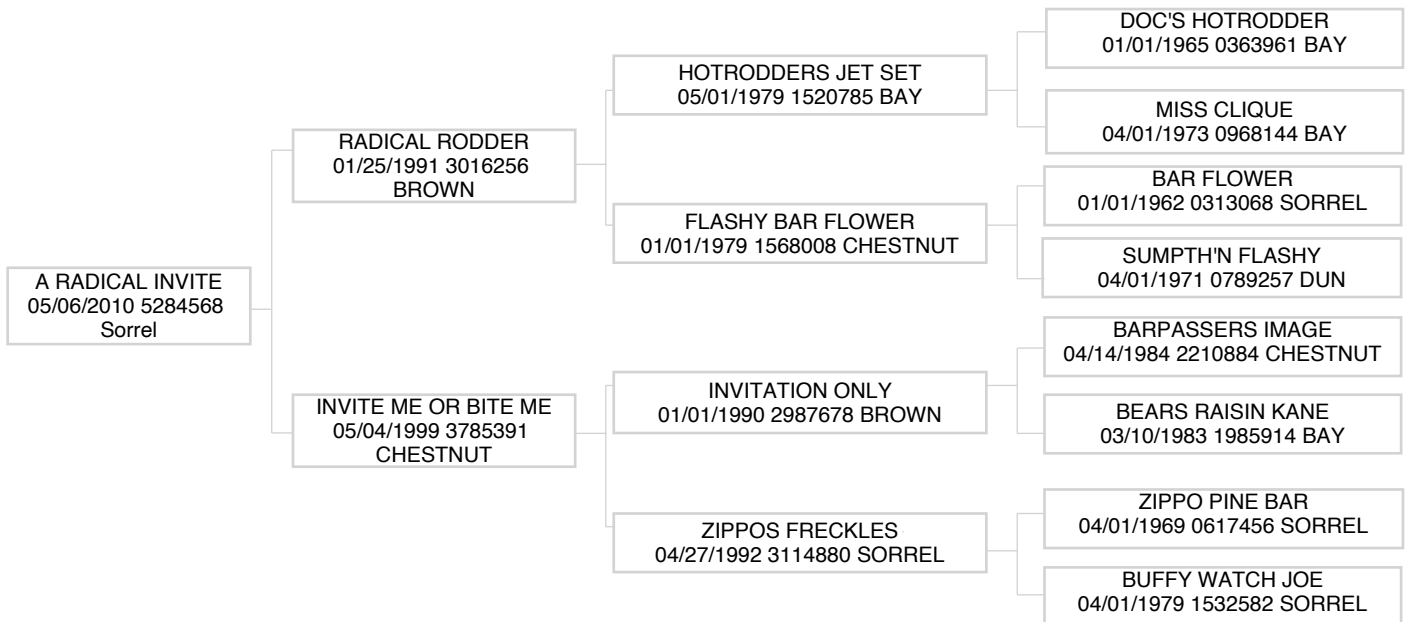 A RADICAL INVITE
05/06/2010 5284568
Sorrel
RADICAL RODDER
01/25/1991 3016256
BROWN
INVITE ME OR BITE ME
05/04/1999 3785391
CHESTNUT
HOTRODDERS JET SET
05/01/1979 1520785 BAY
FLASHY BAR FLOWER
01/01/1979 1568008 CHESTNUT
INVITATION ONLY
01/01/1990 2987678 BROWN
ZIPPOS FRECKLES
04/27/1992 3114880 SORREL
DOC'S HOTRODDER
01/01/1965 0363961 BAY
MISS CLIQUE
04/01/1973 0968144 BAY
BAR FLOWER
01/01/1962 0313068 SORREL
SUMPTH'N FLASHY
04/01/1971 0789257 DUN
BARPASSERS IMAGE
04/14/1984 2210884 CHESTNUT
BEARS RAISIN KANE
03/10/1983 1985914 BAY
ZIPPO PINE BAR
04/01/1969 0617456 SORREL
BUFFY WATCH JOE
04/01/1979 1532582 SORREL